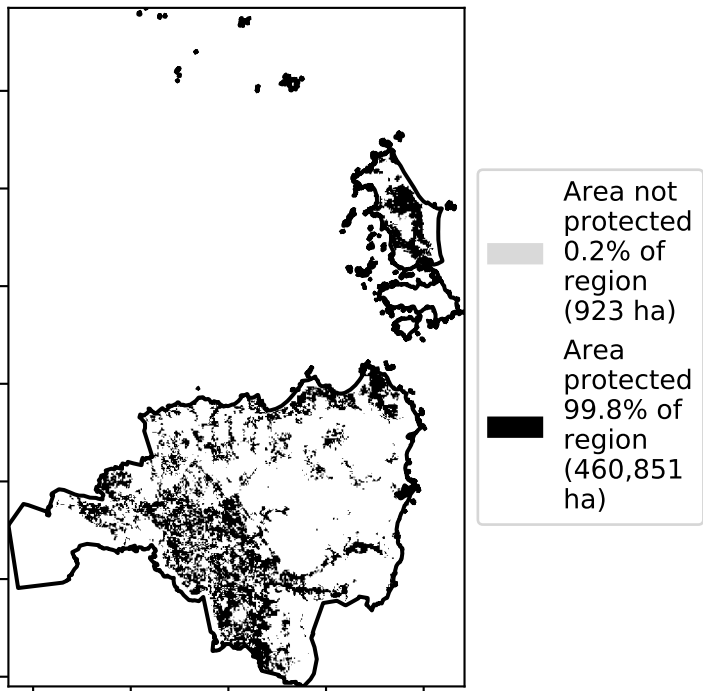 Area not
protected
0.2% of
region
(923 ha)
Area
protected
99.8% of
region
(460,851
ha)